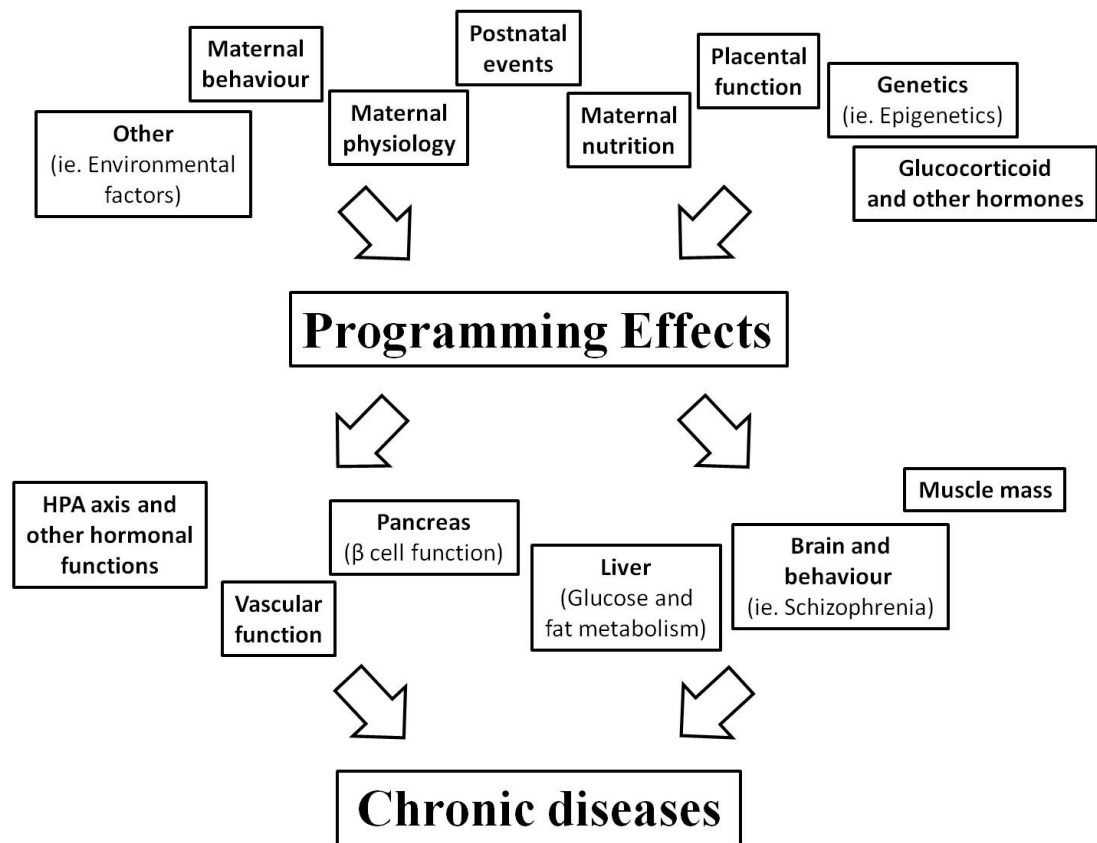 Maternal
behaviour
Postnatal
events
Placental
function
Genetics
(ie. Epigenetics)
Other
(ie. Environmental
factors)
Maternal
physiology
Maternal
nutrition
Glucocorticoid
and other hormones
Programming Effects
HPA axis and
other hormonal
functions
Vascular
function
Pancreas
(β cell function)
Liver
(Glucose and
fat metabolism)
Brain and
behaviour
(ie. Schizophrenia)
Muscle mass
Chronic diseases